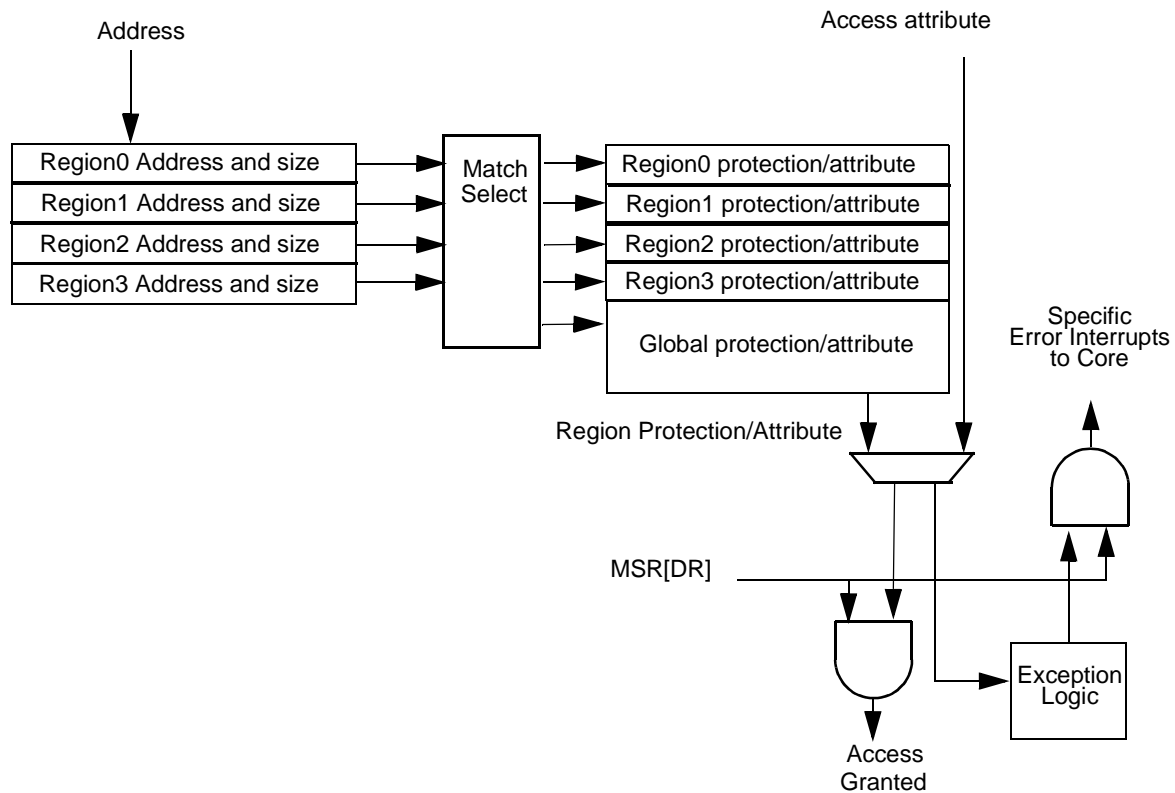 Address
Access attribute
Region0 Address and size
Region1 Address and size
Region2 Address and size
Region3 Address and size
Match
Select
Region0 protection/attribute
Region1 protection/attribute
Region2 protection/attribute
Region3 protection/attribute
Global protection/attribute
Specific
Error Interrupts
to Core
Region Protection/Attribute
MSR[DR]
Exception
Logic
Access
Granted